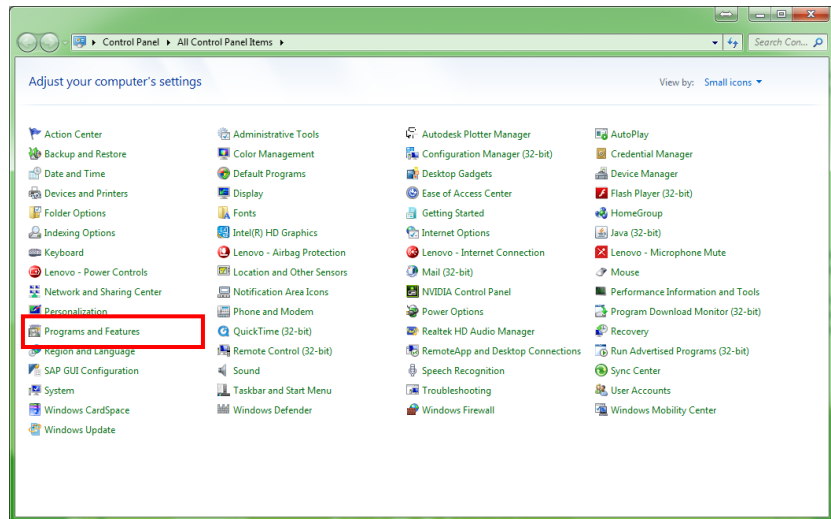 Control Panel ▸ All Control Panel Items ▸
Search Con...
Adjust your computer's settings
View by: Small icons
Action Center
Administrative Tools
Autodesk Plotter Manager
AutoPlay
Backup and Restore
Color Management
Configuration Manager (32-bit)
Credential Manager
Date and Time
Default Programs
Desktop Gadgets
Device Manager
Devices and Printers
Display
Ease of Access Center
Flash Player (32-bit)
Folder Options
Fonts
Getting Started
HomeGroup
Indexing Options
Intel(R) HD Graphics
Internet Options
Java (32-bit)
Keyboard
Lenovo - Airbag Protection
Lenovo - Internet Connection
Lenovo - Microphone Mute
Lenovo - Power Controls
Location and Other Sensors
Mail (32-bit)
Mouse
Network and Sharing Center
Notification Area Icons
NVIDIA Control Panel
Performance Information and Tools
Personalization
Phone and Modem
Power Options
Program Download Monitor (32-bit)
Programs and Features
QuickTime (32-bit)
Realtek HD Audio Manager
Recovery
Region and Language
Remote Control (32-bit)
RemoteApp and Desktop Connections
Run Advertised Programs (32-bit)
SAP GUI Configuration
Sound
Speech Recognition
Sync Center
System
Taskbar and Start Menu
Troubleshooting
User Accounts
Windows CardSpace
Windows Defender
Windows Firewall
Windows Mobility Center
Windows Update